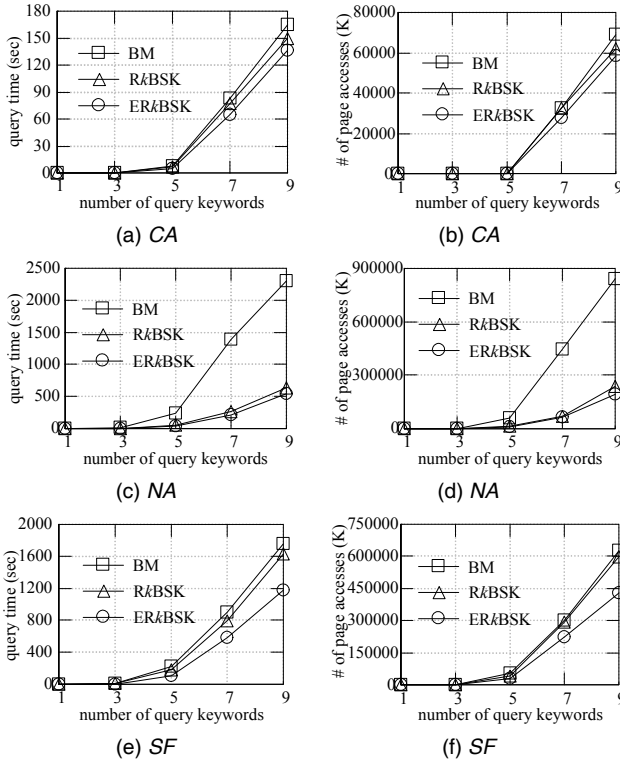 180
150
120
90
60
30
0
query time (sec)
BM
RkBSK
ERkBSK
1 3 5 7 9
number of query keywords
(a) CA
80000
60000
40000
20000
0
# of page accesses (K)
BM
RkBSK
ERkBSK
1 3 5 7 9
number of query keywords
(b) CA
2500
2000
1500
1000
500
0
query time (sec)
BM
RkBSK
ERkBSK
1 3 5 7 9
number of query keywords
(c) NA
900000
600000
300000
0
# of page accesses (K)
BM
RkBSK
ERkBSK
1 3 5 7 9
number of query keywords
(d) NA
2000
1600
1200
800
400
0
query time (sec)
BM
RkBSK
ERkBSK
1 3 5 7 9
number of query keywords
(e) SF
750000
600000
450000
300000
150000
0
# of page accesses (K)
BM
RkBSK
ERkBSK
1 3 5 7 9
number of query keywords
(f) SF